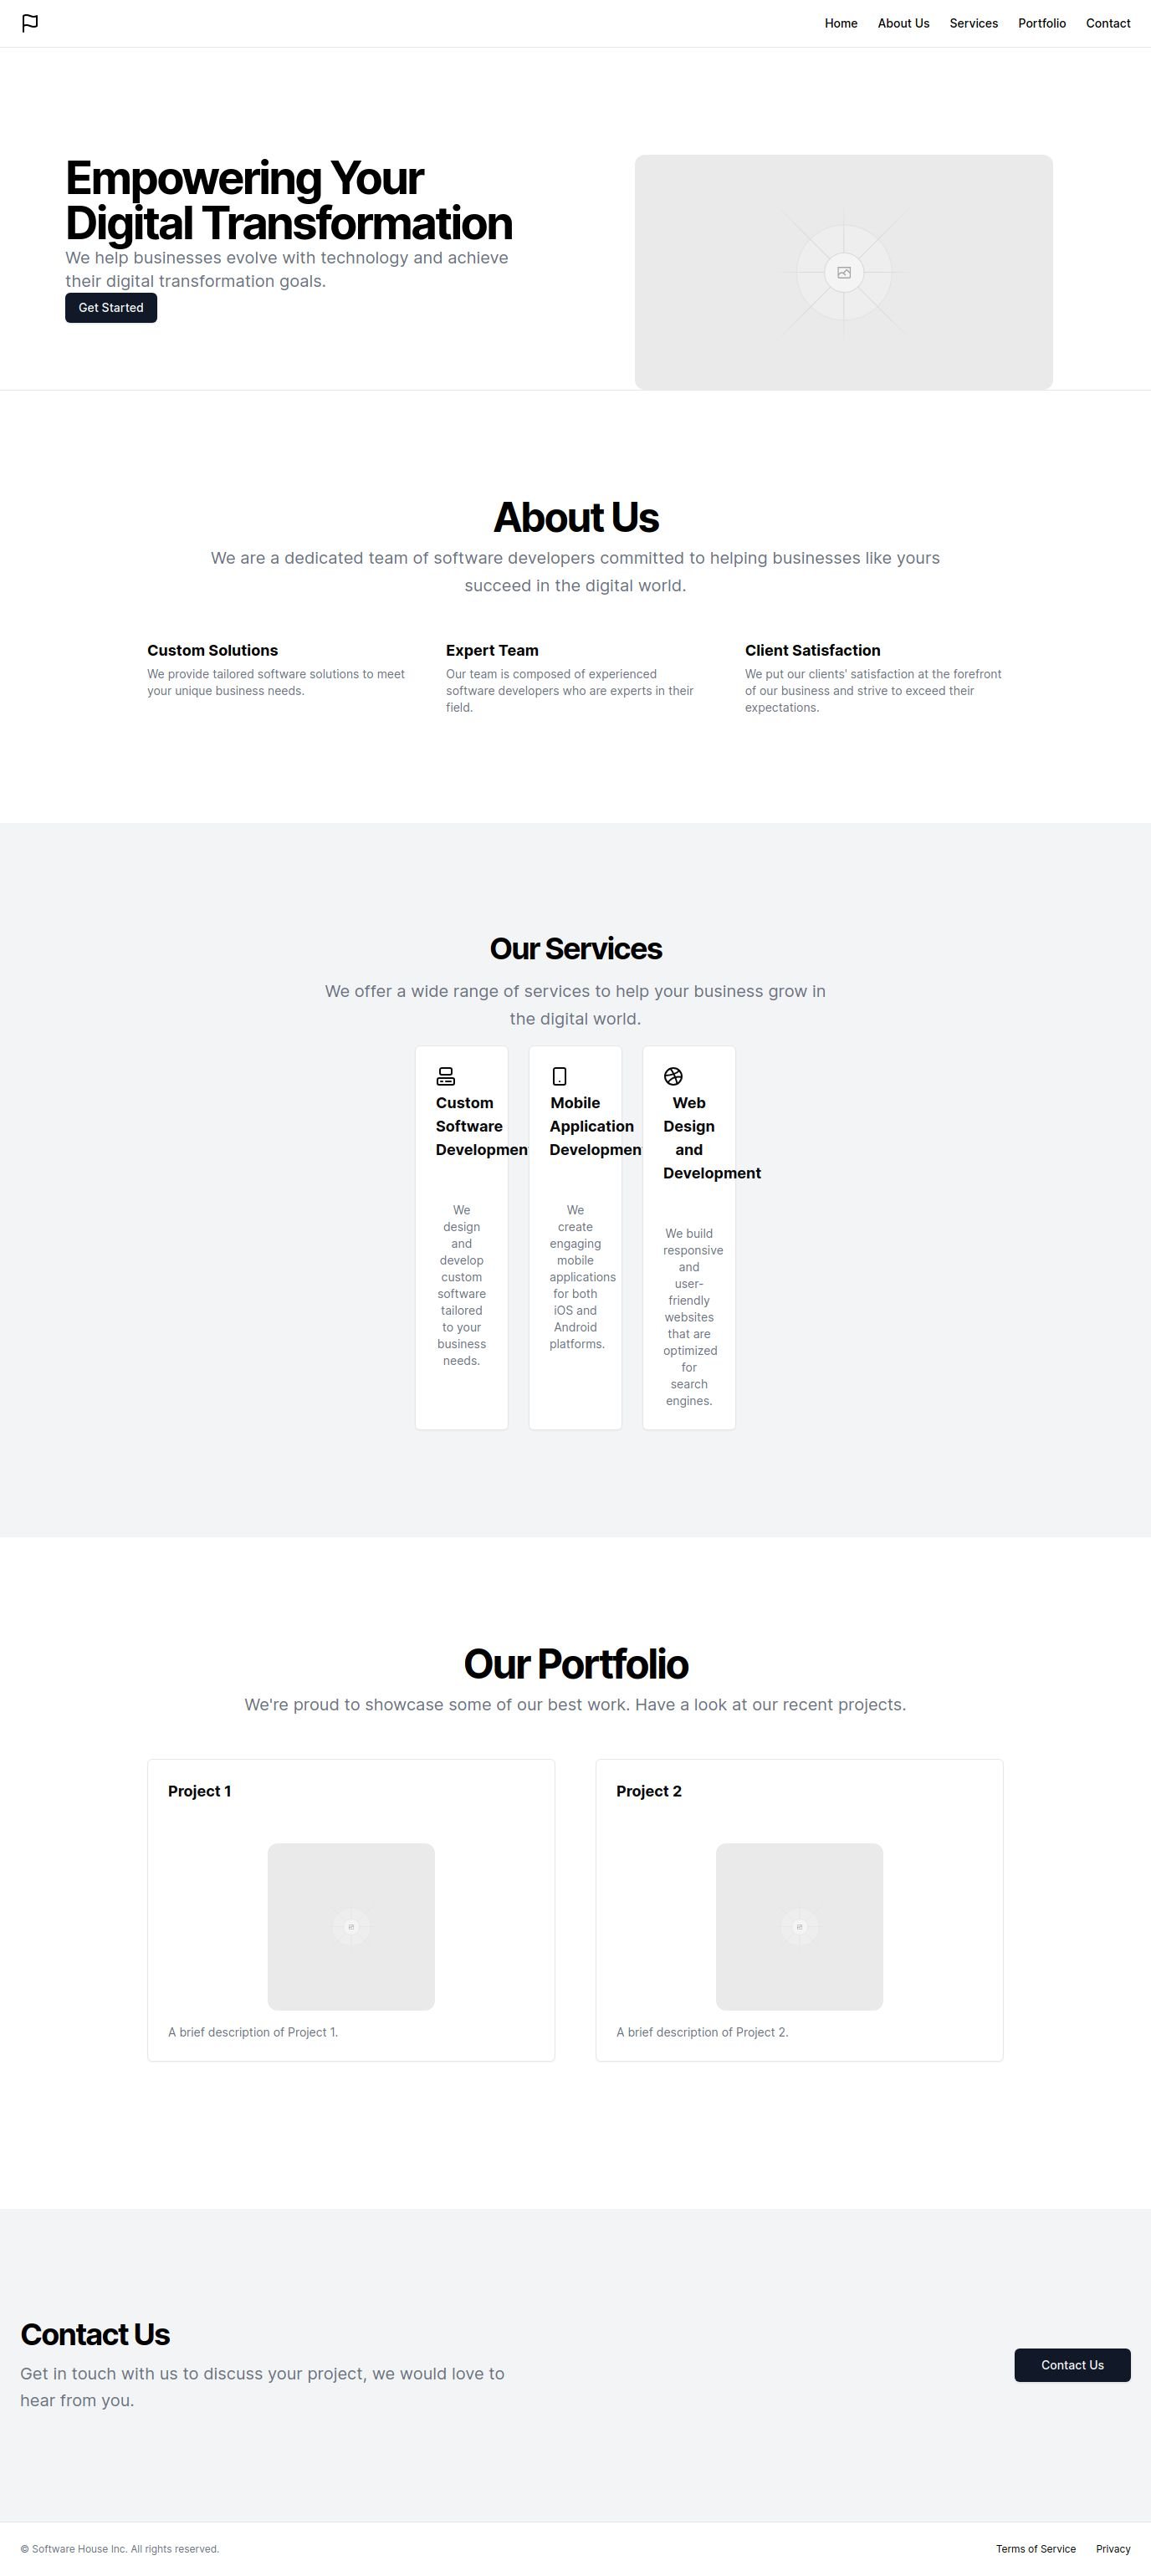 Home About Us Services Portfolio Contact
Empowering Your
Digital Transformation
We help businesses evolve with technology and achieve
their digital transformation goals.
Get Started
About Us
We are a dedicated team of software developers committed to helping businesses like yours
succeed in the digital world.
Custom Solutions
We provide tailored software solutions to meet
your unique business needs.
Expert Team
Our team is composed of experienced
software developers who are experts in their
field.
Client Satisfaction
We put our clients' satisfaction at the forefront
of our business and strive to exceed their
expectations.
Our Services
We offer a wide range of services to help your business grow in
the digital world.
Custom
Software
Development
We
design
and
develop
custom
software
tailored
to your
business
needs.
Mobile
Application
Development
We
create
engaging
mobile
applications
for both
iOS and
Android
platforms.
Web
Design
and
Development
We build
responsive
and
user-
friendly
websites
that are
optimized
for
search
engines.
Our Portfolio
We're proud to showcase some of our best work. Have a look at our recent projects.
Project 1
A brief description of Project 1.
Project 2
A brief description of Project 2.
Contact Us
Get in touch with us to discuss your project, we would love to
hear from you.
Contact Us
© Software House Inc. All rights reserved.
Terms of Service Privacy